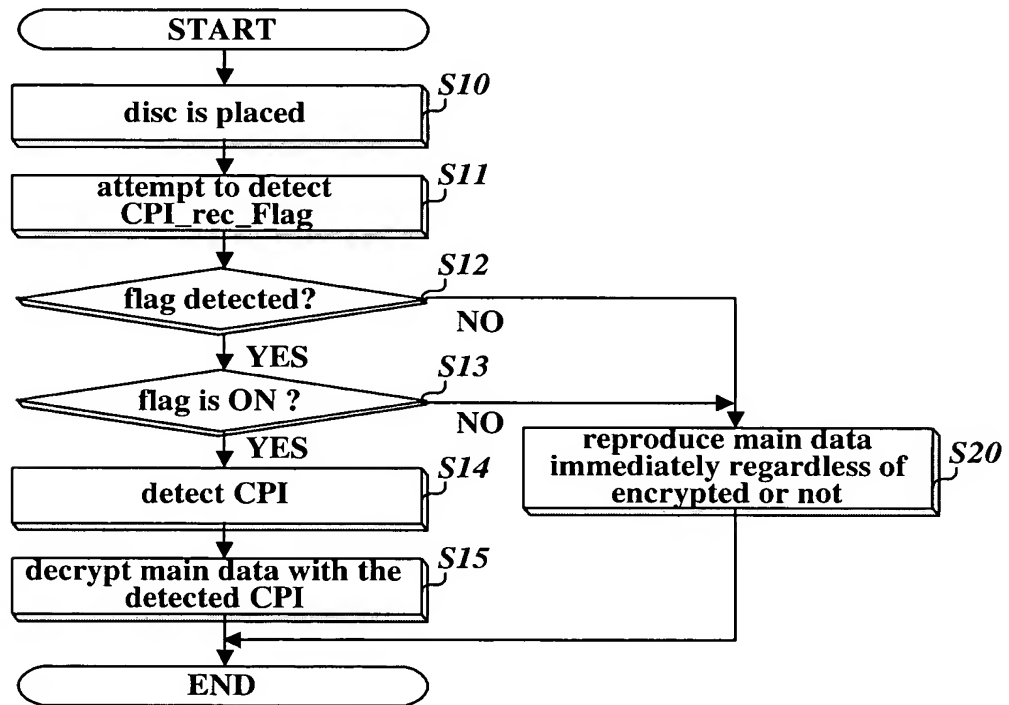 START
S10
disc is placed
S11
attempt to detect
CPI_rec_Flag
S12
flag detected?
NO
YES
S13
flag is ON ?
NO
YES
S14
detect CPI
reproduce main data
immediately regardless of
encrypted or not
S20
S15
decrypt main data with the
detected CPI
END